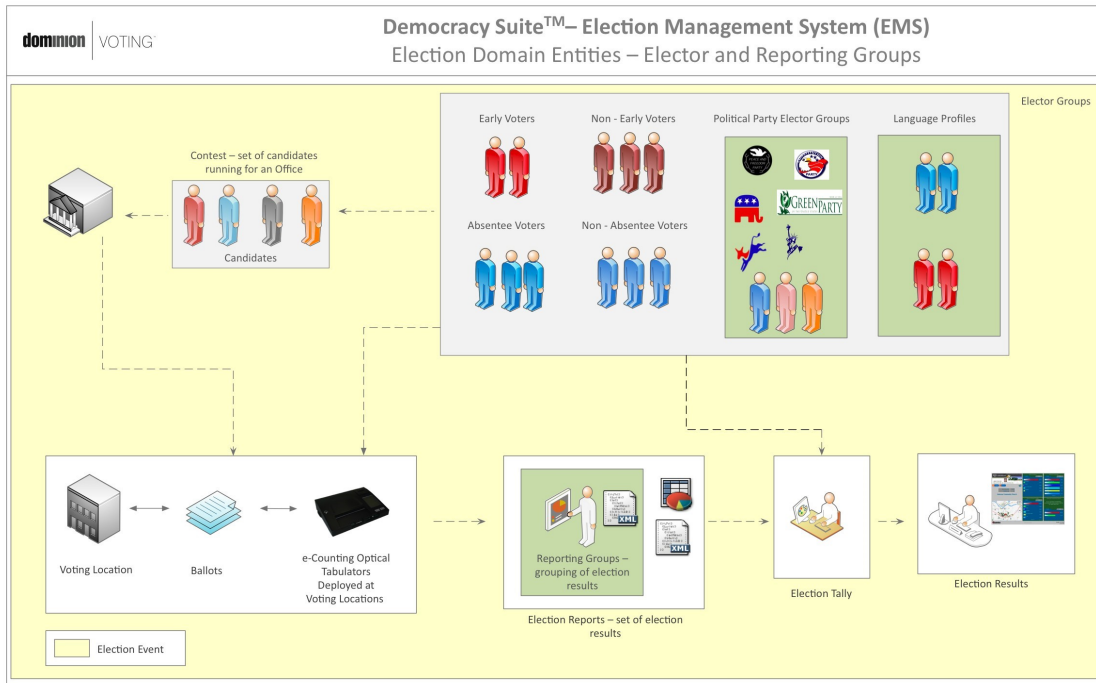 dominion VOTING
Democracy Suite™– Election Management System (EMS)
Election Domain Entities – Elector and Reporting Groups
Elector Groups
Early Voters
Non - Early Voters
Political Party Elector Groups
Language Profiles
Contest – set of candidates
running for an Office
Candidates
GREENPARTY
Absentee Voters
Non - Absentee Voters
Voting Location
Ballots
e-Counting Optical
Tabulators
Deployed at
Voting Locations
XML
XML
Reporting Groups –
grouping of election
results
Election Reports – set of election
results
Election Tally
Election Results
Election Event